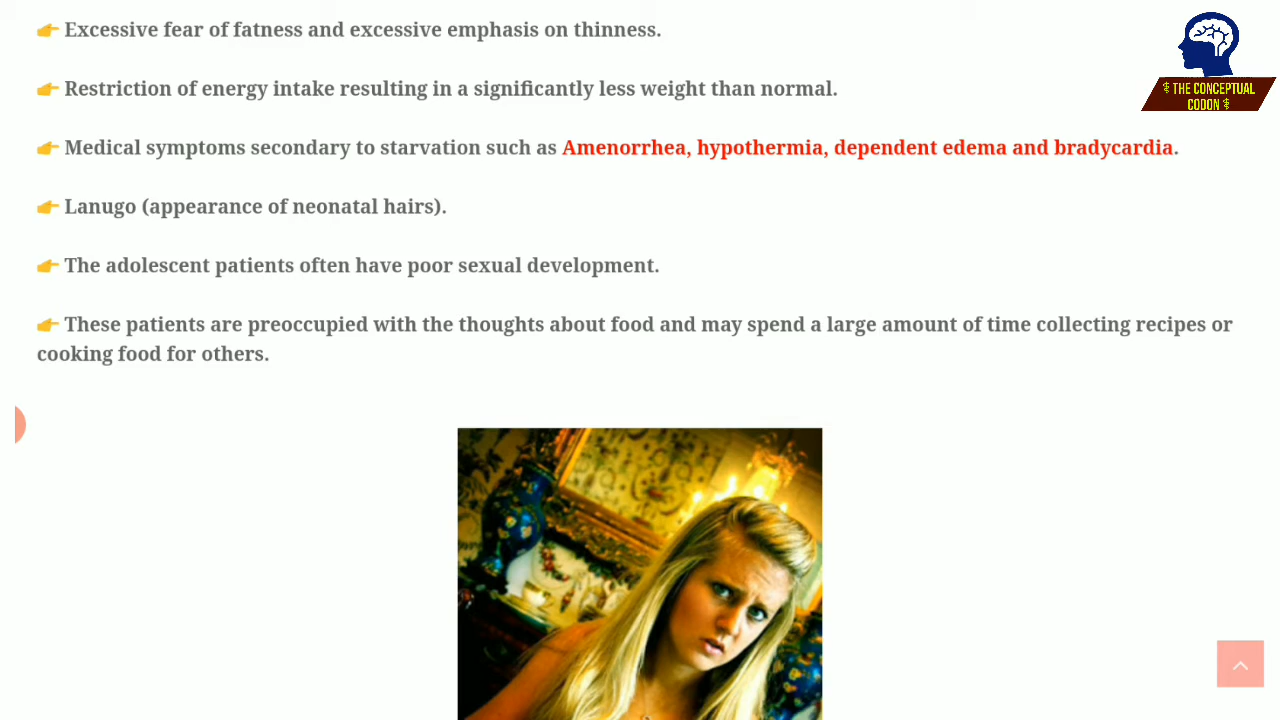 👉 Excessive fear of fatness and excessive emphasis on thinness.
👉 Restriction of energy intake resulting in a significantly less weight than normal.
👉 Medical symptoms secondary to starvation such as Amenorrhea, hypothermia, dependent edema and bradycardia.
👉 Lanugo (appearance of neonatal hairs).
👉 The adolescent patients often have poor sexual development.
👉 These patients are preoccupied with the thoughts about food and may spend a large amount of time collecting recipes or
cooking food for others.
⚕THE CONCEPTUAL
CODON⚕